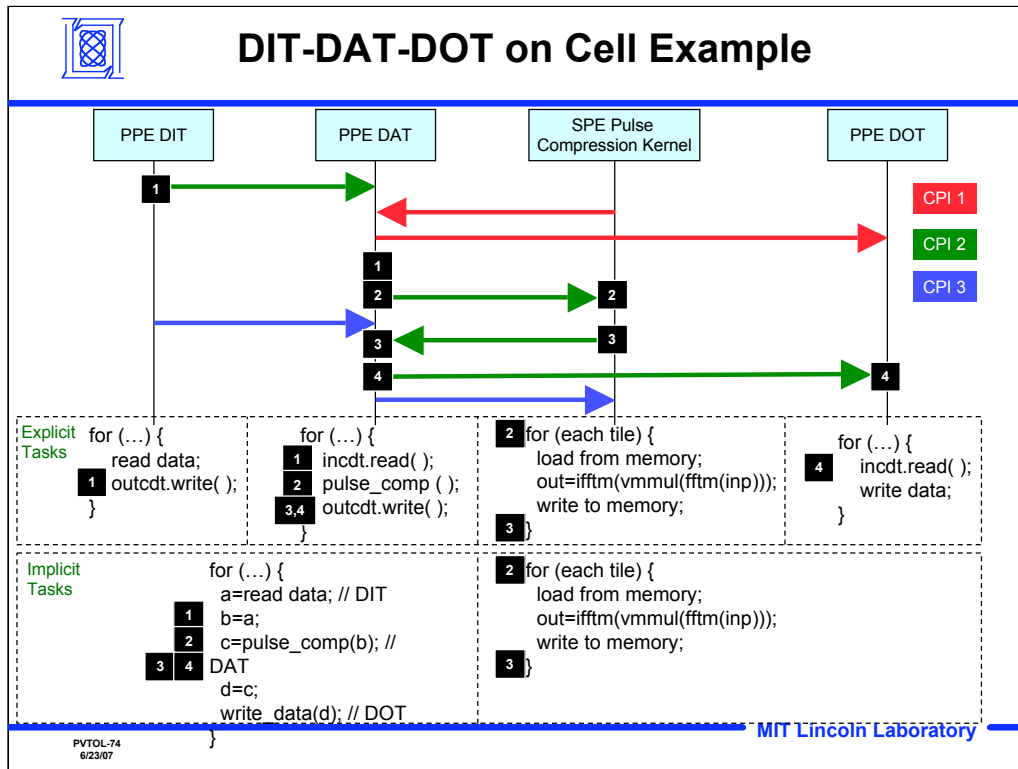 DIT-DAT-DOT on Cell Example
PPE DIT
PPE DAT
SPE Pulse
Compression Kernel
PPE DOT
1
CPI 1
1
CPI 2
2
2
CPI 3
3
3
4
4
Explicit
Tasks
for (…) {
read data;
1
outcdt.write( );
}
for (…) {
1
incdt.read( );
2
pulse_comp ( );
3,4
outcdt.write( );
}
2
for (each tile) {
load from memory;
out=ifftm(vmmul(fftm(inp)));
write to memory;
3
}
for (…) {
4
incdt.read( );
write data;
}
Implicit
Tasks
for (…) {
a=read data; // DIT
1
b=a;
2
c=pulse_comp(b); //
3
4
DAT
d=c;
write_data(d); // DOT
}
2
for (each tile) {
load from memory;
out=ifftm(vmmul(fftm(inp)));
write to memory;
3
}
PVTOL-74
6/23/07
MIT Lincoln Laboratory